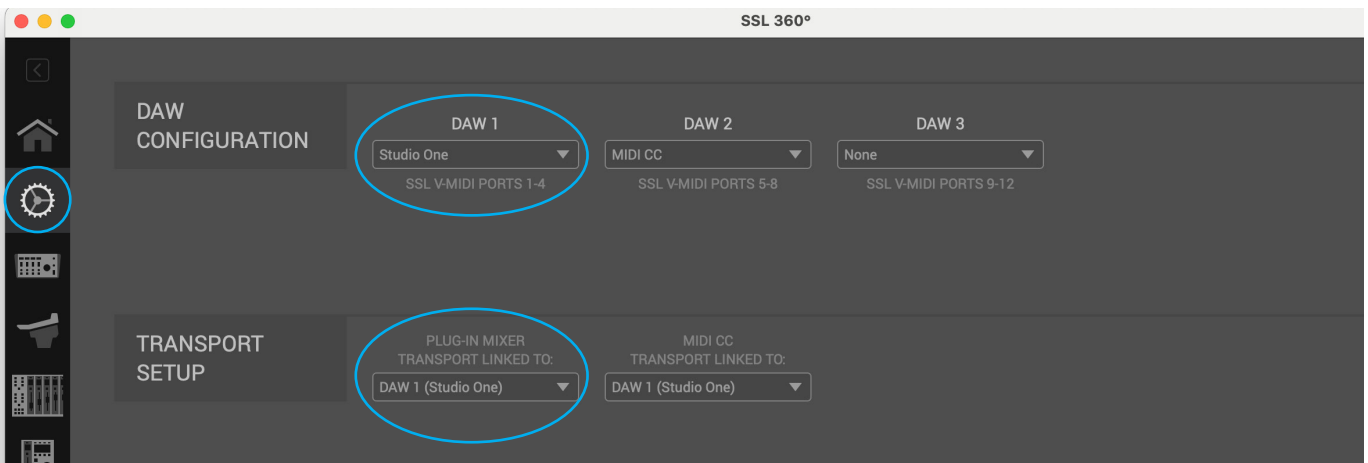 SSL 360°
DAW
CONFIGURATION
DAW 1
DAW 2
DAW 3
Studio One
MIDI CC
None
SSL V-MIDI PORTS 1-4
SSL V-MIDI PORTS 5-8
SSL V-MIDI PORTS 9-12
TRANSPORT
SETUP
PLUG-IN MIXER
TRANSPORT LINKED TO:
DAW 1 (Studio One)
MIDI CC
TRANSPORT LINKED TO:
DAW 1 (Studio One)